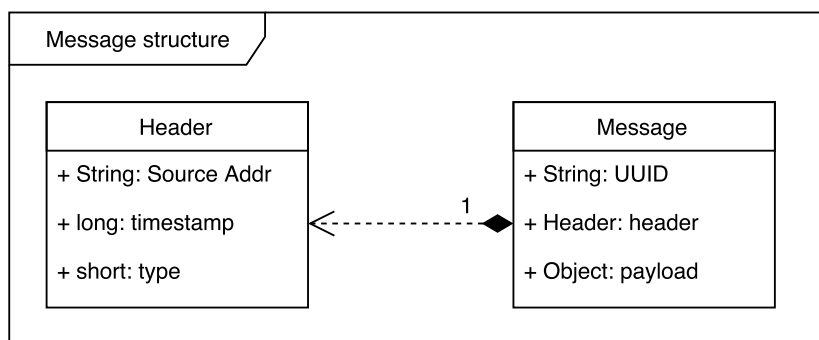 Message structure
Header
+ String: Source Addr
+ long: timestamp
+ short: type
1
Message
+ String: UUID
+ Header: header
+ Object: payload